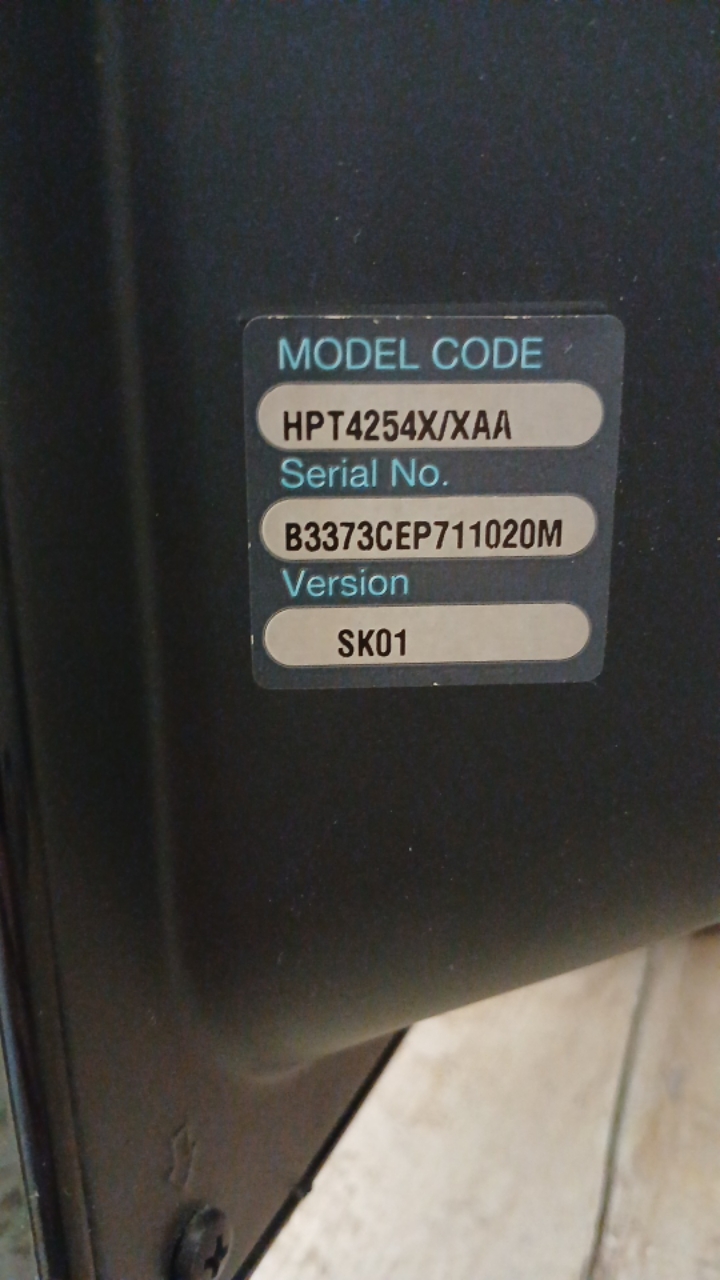 MODEL CODE
HPT4254X/XAA
Serial No.
B3373CEP711020M
Version
SK01